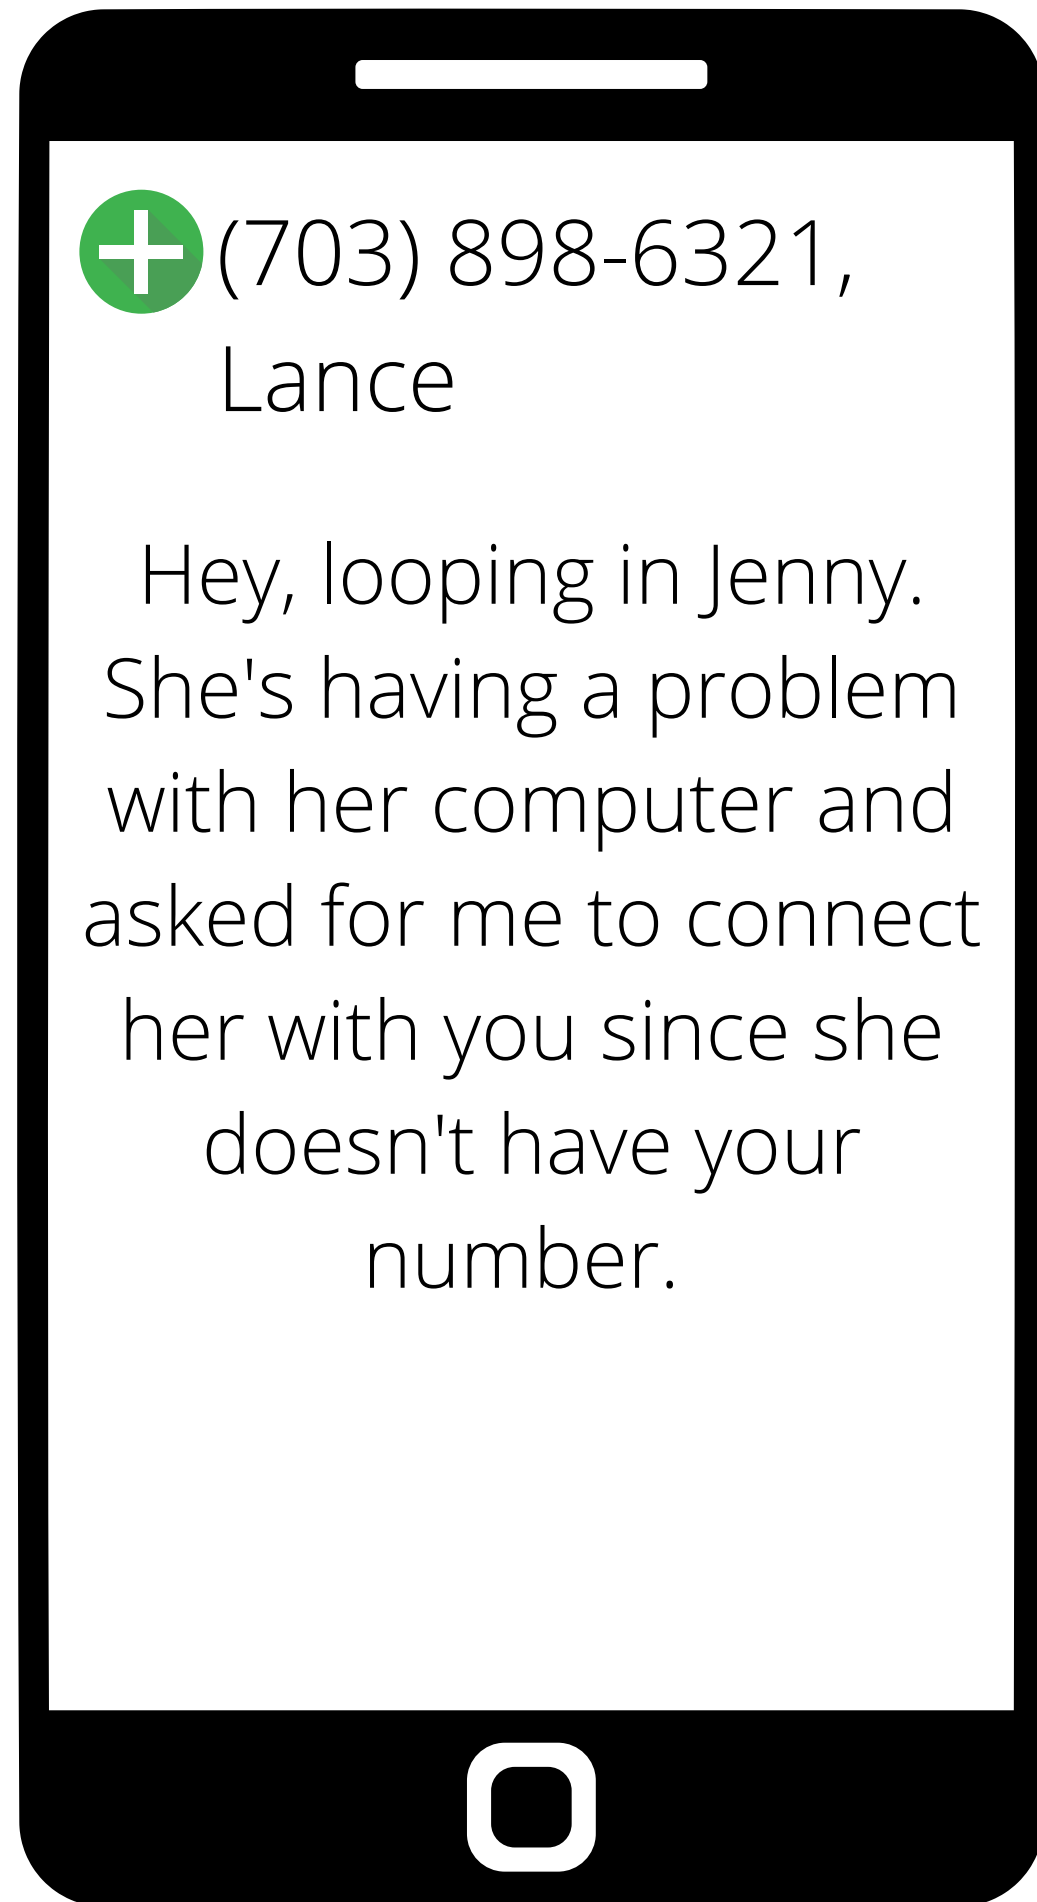 (703) 898-6321,
Lance
Hey, looping in Jenny.
She's having a problem
with her computer and
asked for me to connect
her with you since she
doesn't have your
number.